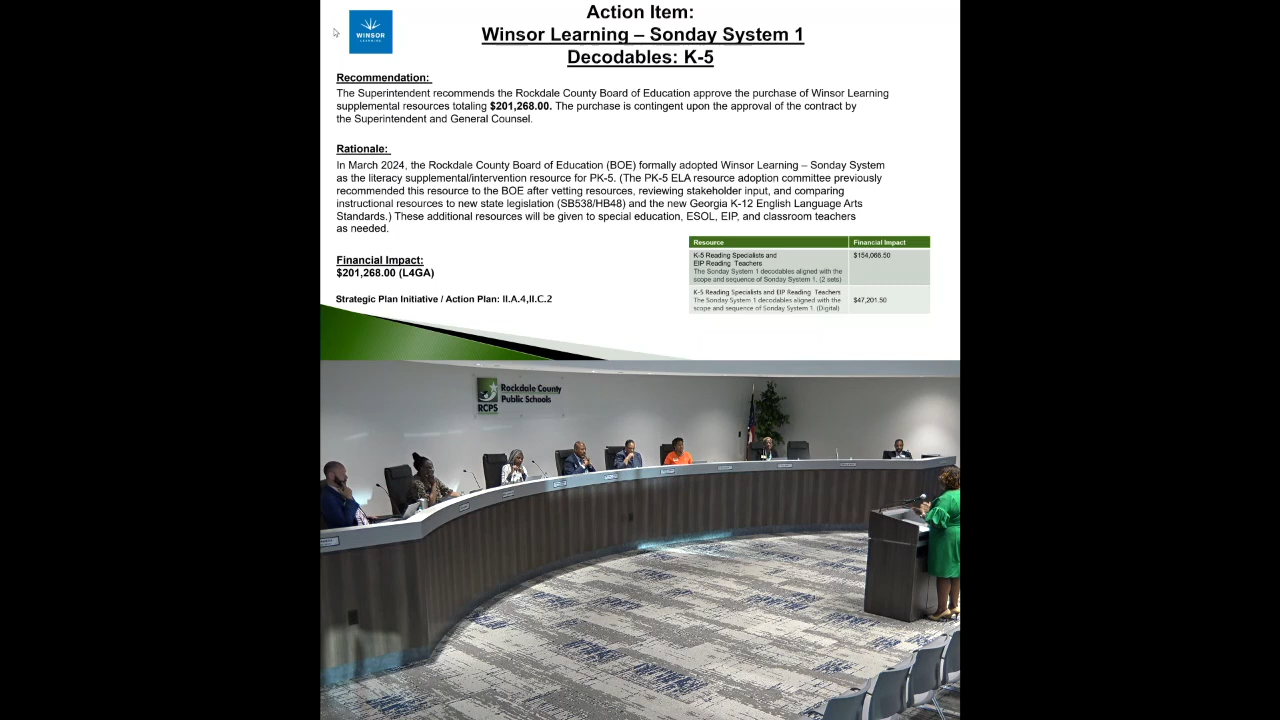 WINSOR
LEARNING
Action Item:
Winsor Learning – Sonday System 1
Decodables: K-5
Recommendation:
The Superintendent recommends the Rockdale County Board of Education approve the purchase of Winsor Learning
supplemental resources totaling $201,268.00. The purchase is contingent upon the approval of the contract by
the Superintendent and General Counsel.
Rationale:
In March 2024, the Rockdale County Board of Education (BOE) formally adopted Winsor Learning – Sonday System
as the literacy supplemental/intervention resource for PK-5. (The PK-5 ELA resource adoption committee previously
recommended this resource to the BOE after vetting resources, reviewing stakeholder input, and comparing
instructional resources to new state legislation (SB538/HB48) and the new Georgia K-12 English Language Arts
Standards.) These additional resources will be given to special education, ESOL, EIP, and classroom teachers
as needed.
Financial Impact:
$201,268.00 (L4GA)
Strategic Plan Initiative / Action Plan: II.A.4,II.C.2
Resource Financial Impact
K-5 Reading Specialists and $154,066.50
EIP Reading Teachers
The Sonday System 1 decodables aligned with the
scope and sequence of Sonday System 1. (2 sets)
K-5 Reading Specialists and EIP Reading Teachers
The Sonday System 1 decodables aligned with the $47,201.50
scope and sequence of Sonday System 1. (Digital)
Rockdale County
Public Schools
RCPS